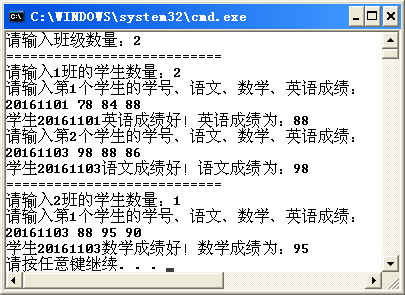 C:\WINDOWS\system32\cmd.exe
请输入班级数量：2
===========================
请输入1班的学生数量：2
请输入第1个学生的学号、语文、数学、英语成绩：
20161101 78 84 88
学生20161101英语成绩好！英语成绩为：88
请输入第2个学生的学号、语文、数学、英语成绩：
20161103 98 88 86
学生20161103语文成绩好！语文成绩为：98
===========================
请输入2班的学生数量：1
请输入第1个学生的学号、语文、数学、英语成绩：
20161103 88 95 90
学生20161103数学成绩好！数学成绩为：95
请按任意键继续. . .